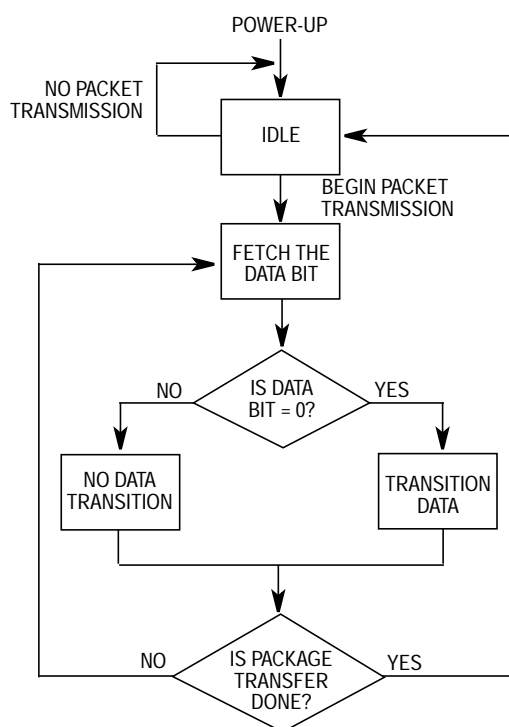 POWER-UP
NO PACKET
TRANSMISSION
IDLE
BEGIN PACKET
TRANSMISSION
FETCH THE
DATA BIT
NO
IS DATA
BIT = 0?
YES
NO DATA
TRANSITION
TRANSITION
DATA
NO
IS PACKAGE
TRANSFER
DONE?
YES